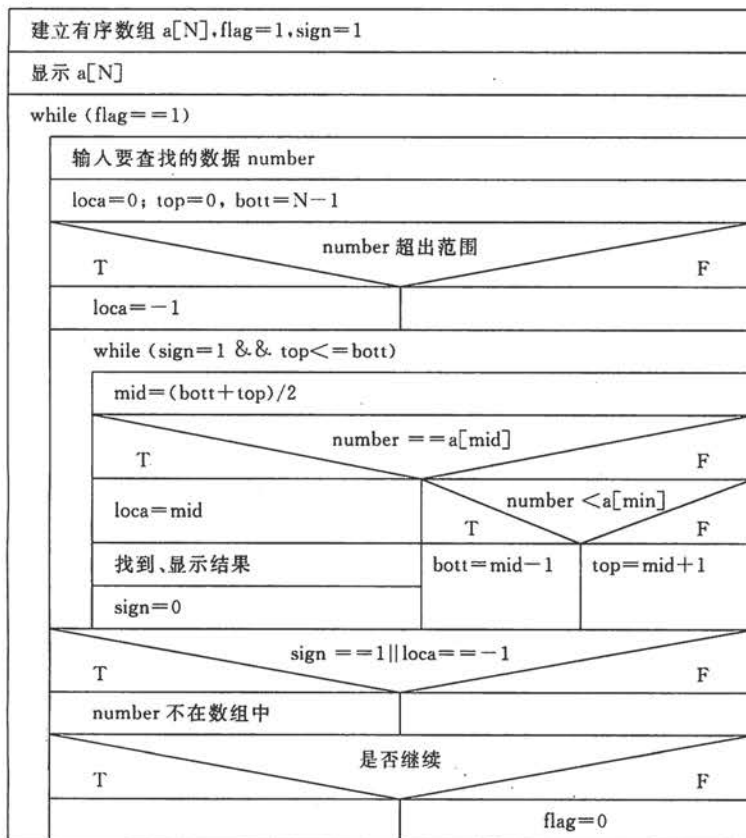 建立有序数组 a[N],flag=1,sign=1
显示 a[N]
while (flag==1)
输入要查找的数据 number
loca=0; top=0, bott=N-1
number 超出范围
T F
loca=-1
while (sign=1 && top<=bott)
mid=(bott+top)/2
number ==a[mid]
T F
loca=mid
number <a[min]
T F
找到、显示结果
bott=mid-1 top=mid+1
sign=0
sign ==1||loca==-1
T F
number 不在数组中
是否继续
T F
flag=0